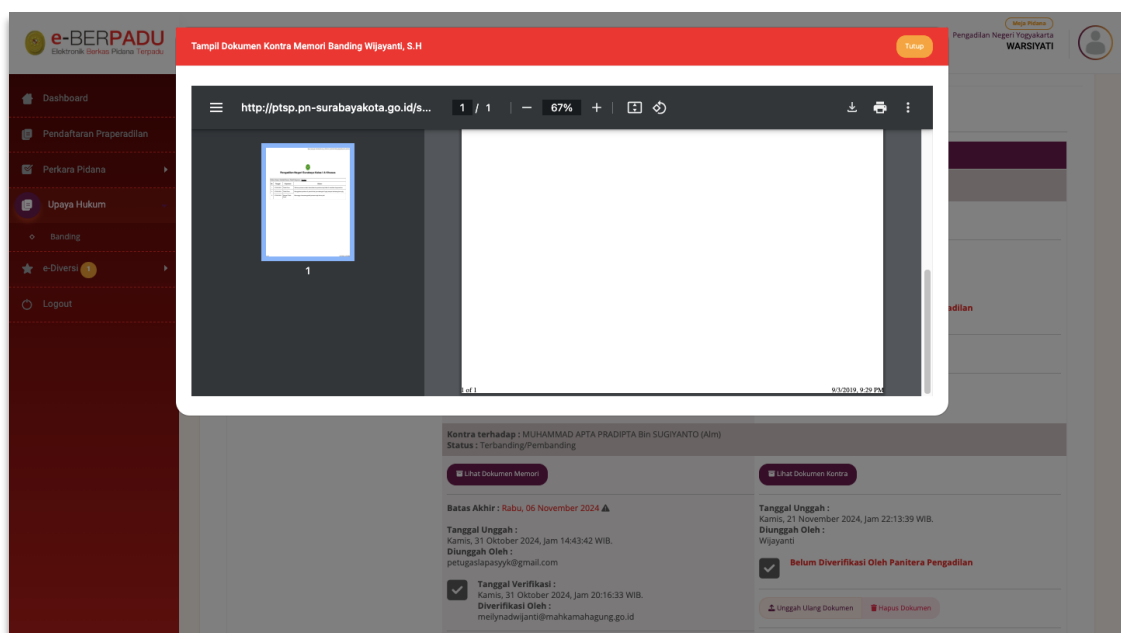 e-BERPADU
Elektronik Berkas Pidana Terpadu
Dashboard
Pendaftaran Praperadilan
Perkara Pidana
Upaya Hukum
Banding
e-Diversi 1
Logout
Meja Pidana
Pengadilan Negeri Yogyakarta
WARSIYATI
Tampil Dokumen Kontra Memori Banding Wijayanti, S.H
Tutup
http://ptsp.pn-surabayakota.go.id/s...
1 / 1
67%
1
1 of 1
9/3/2019, 9:29 PM
adilan
Kontra terhadap : MUHAMMAD APTA PRADIPTA Bin SUGIYANTO (Alm)
Status : Terbanding/Pembanding
Lihat Dokumen Memori
Batas Akhir : Rabu, 06 November 2024
Tanggal Unggah :
Kamis, 31 Oktober 2024, Jam 14:43:42 WIB.
Diunggah Oleh :
petugaslapasyyk@gmail.com
Tanggal Verifikasi :
Kamis, 31 Oktober 2024, Jam 20:16:33 WIB.
Diverifikasi Oleh :
meilynadwijanti@mahkamahagung.go.id
Lihat Dokumen Kontra
Tanggal Unggah :
Kamis, 21 November 2024, Jam 22:13:39 WIB.
Diunggah Oleh :
Wijayanti
Belum Diverifikasi Oleh Panitera Pengadilan
Unggah Ulang Dokumen
Hapus Dokumen